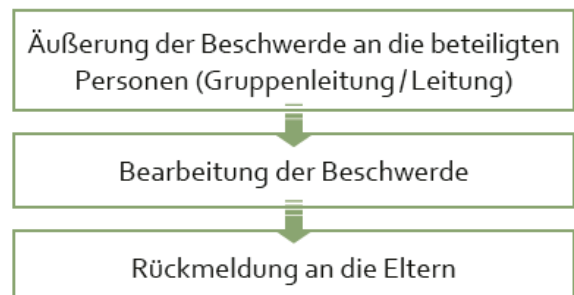 Äußerung der Beschwerde an die beteiligten
Personen (Gruppenleitung / Leitung)
Bearbeitung der Beschwerde
Rückmeldung an die Eltern